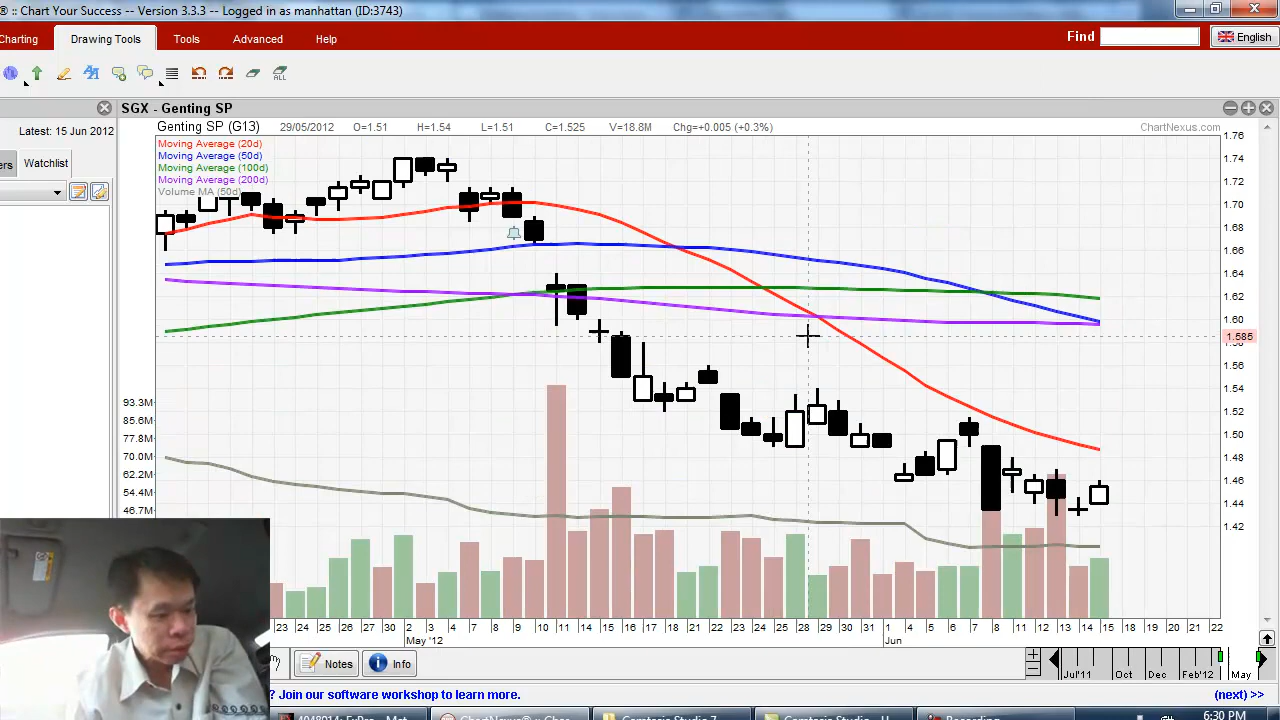 ® :: Chart Your Success -- Version 3.3.3 -- Logged in as manhattan (ID:3743)
Charting Drawing Tools Tools Advanced Help Find English
ALL
SGX - Genting SP
Latest: 15 Jun 2012
Genting SP (G13) 29/05/2012 O=1.51 H=1.54 L=1.51 C=1.525 V=18.8M Chg=+0.005 (+0.3%) ChartNexus.com
Moving Average (20d)
Moving Average (50d)
Moving Average (100d)
Moving Average (200d)
Volume MA (50d)
ers Watchlist
1.76
1.74
1.72
1.70
1.68
1.66
1.64
1.62
1.60
1.585
1.56
1.54
1.52
1.50
1.48
1.46
1.44
1.42
93.3M
85.6M
77.8M
70.0M
62.2M
54.4M
46.7M
23 24 25 26 27 30 2 3 4 7 8 9 10 11 14 15 16 17 18 21 22 23 24 25 28 29 30 31 1 4 5 6 7 8 11 12 13 14 15 18 19 20 21 22
May '12 Jun
Notes Info
Jul'11 Oct Dec Feb'12 May
? Join our software workshop to learn more. (next) >>
6:30 PM